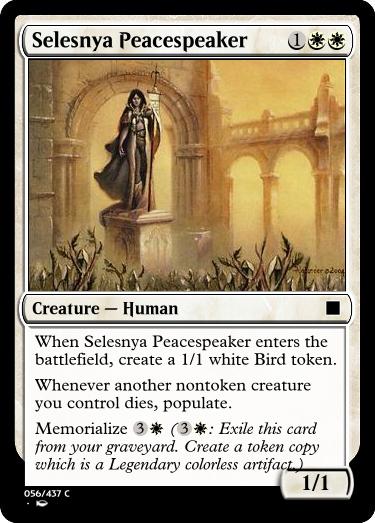 Selesnya Peacespeaker 1
Creature — Human
When Selesnya Peacespeaker enters the
battlefield, create a 1/1 white Bird token.
Whenever another nontoken creature
you control dies, populate.
Memorialize 3 (3: Exile this card
from your graveyard. Create a token copy
which is a Legendary colorless artifact.)
1/1
056/437 C